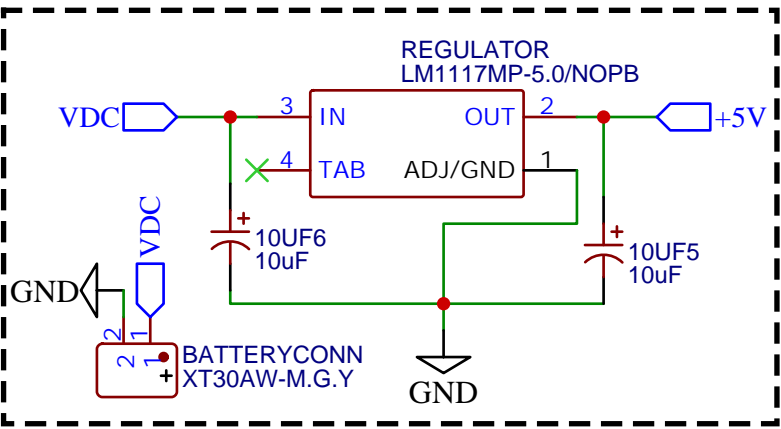 REGULATOR
LM1117MP-5.0/NOPB
VDC
3
IN
OUT
2
+5V
4
TAB
ADJ/GND
1
VDC
+
10UF6
10uF
+
10UF5
10uF
GND
2
1
2
1
+
BATTERYCONN
XT30AW-M.G.Y
GND